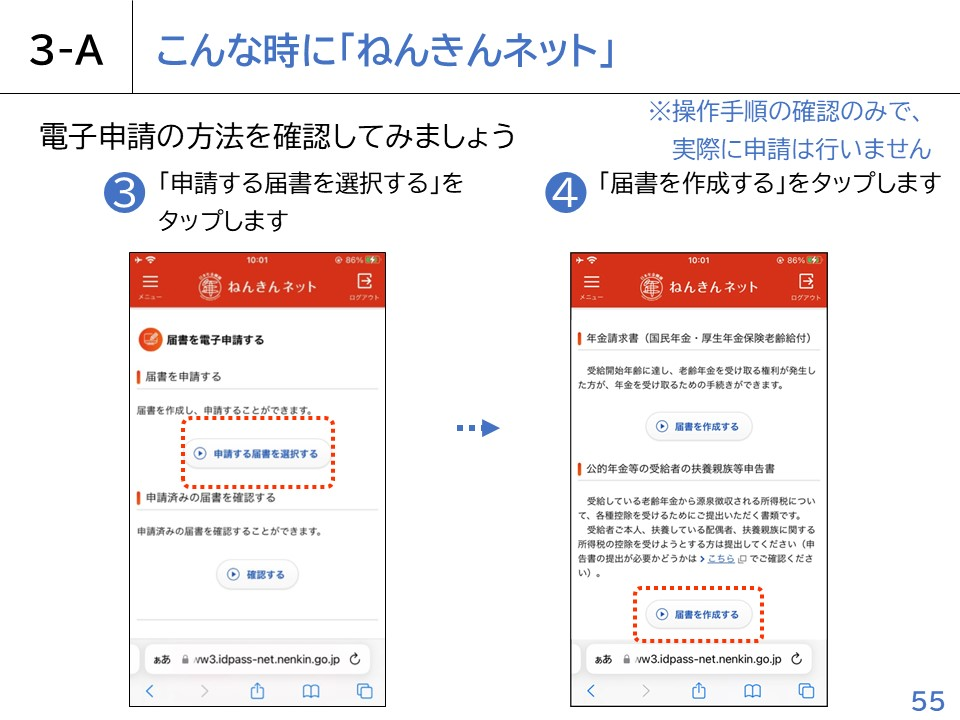 3-A
こんな時に「ねんきんネット」
※操作手順の確認のみで、
実際に申請は行いません
電子申請の方法を確認してみましょう
❸
「申請する届書を選択する」を
タップします
❹
「届書を作成する」をタップします
10:01
86%
メニュー
年
ねんきんネット
ログアウト
届書を電子申請する
届書を申請する
届書を作成し、申請することができます。
申請する届書を選択する
申請済みの届書を確認する
申請済みの届書を確認することができます。
確認する
ぁあ
vw3.idpass-net.nenkin.go.jp
10:01
86%
メニュー
年
ねんきんネット
ログアウト
年金請求書（国民年金・厚生年金保険老齢給付）
受給開始年齢に達し、老齢年金を受け取る権利が発生し
た方が、年金を受け取るための手続きができます。
届書を作成する
公的年金等の受給者の扶養親族等申告書
受給している老齢年金から源泉徴収される所得税につい
て、各種控除を受けるためにご提出いただく書類です。
受給者ご本人、扶養している配偶者、扶養親族に関する
所得税の控除を受けようとする方は提出してください（申
告書の提出が必要かどうかは こちら でご確認くださ
い）。
届書を作成する
ぁあ
vw3.idpass-net.nenkin.go.jp
55